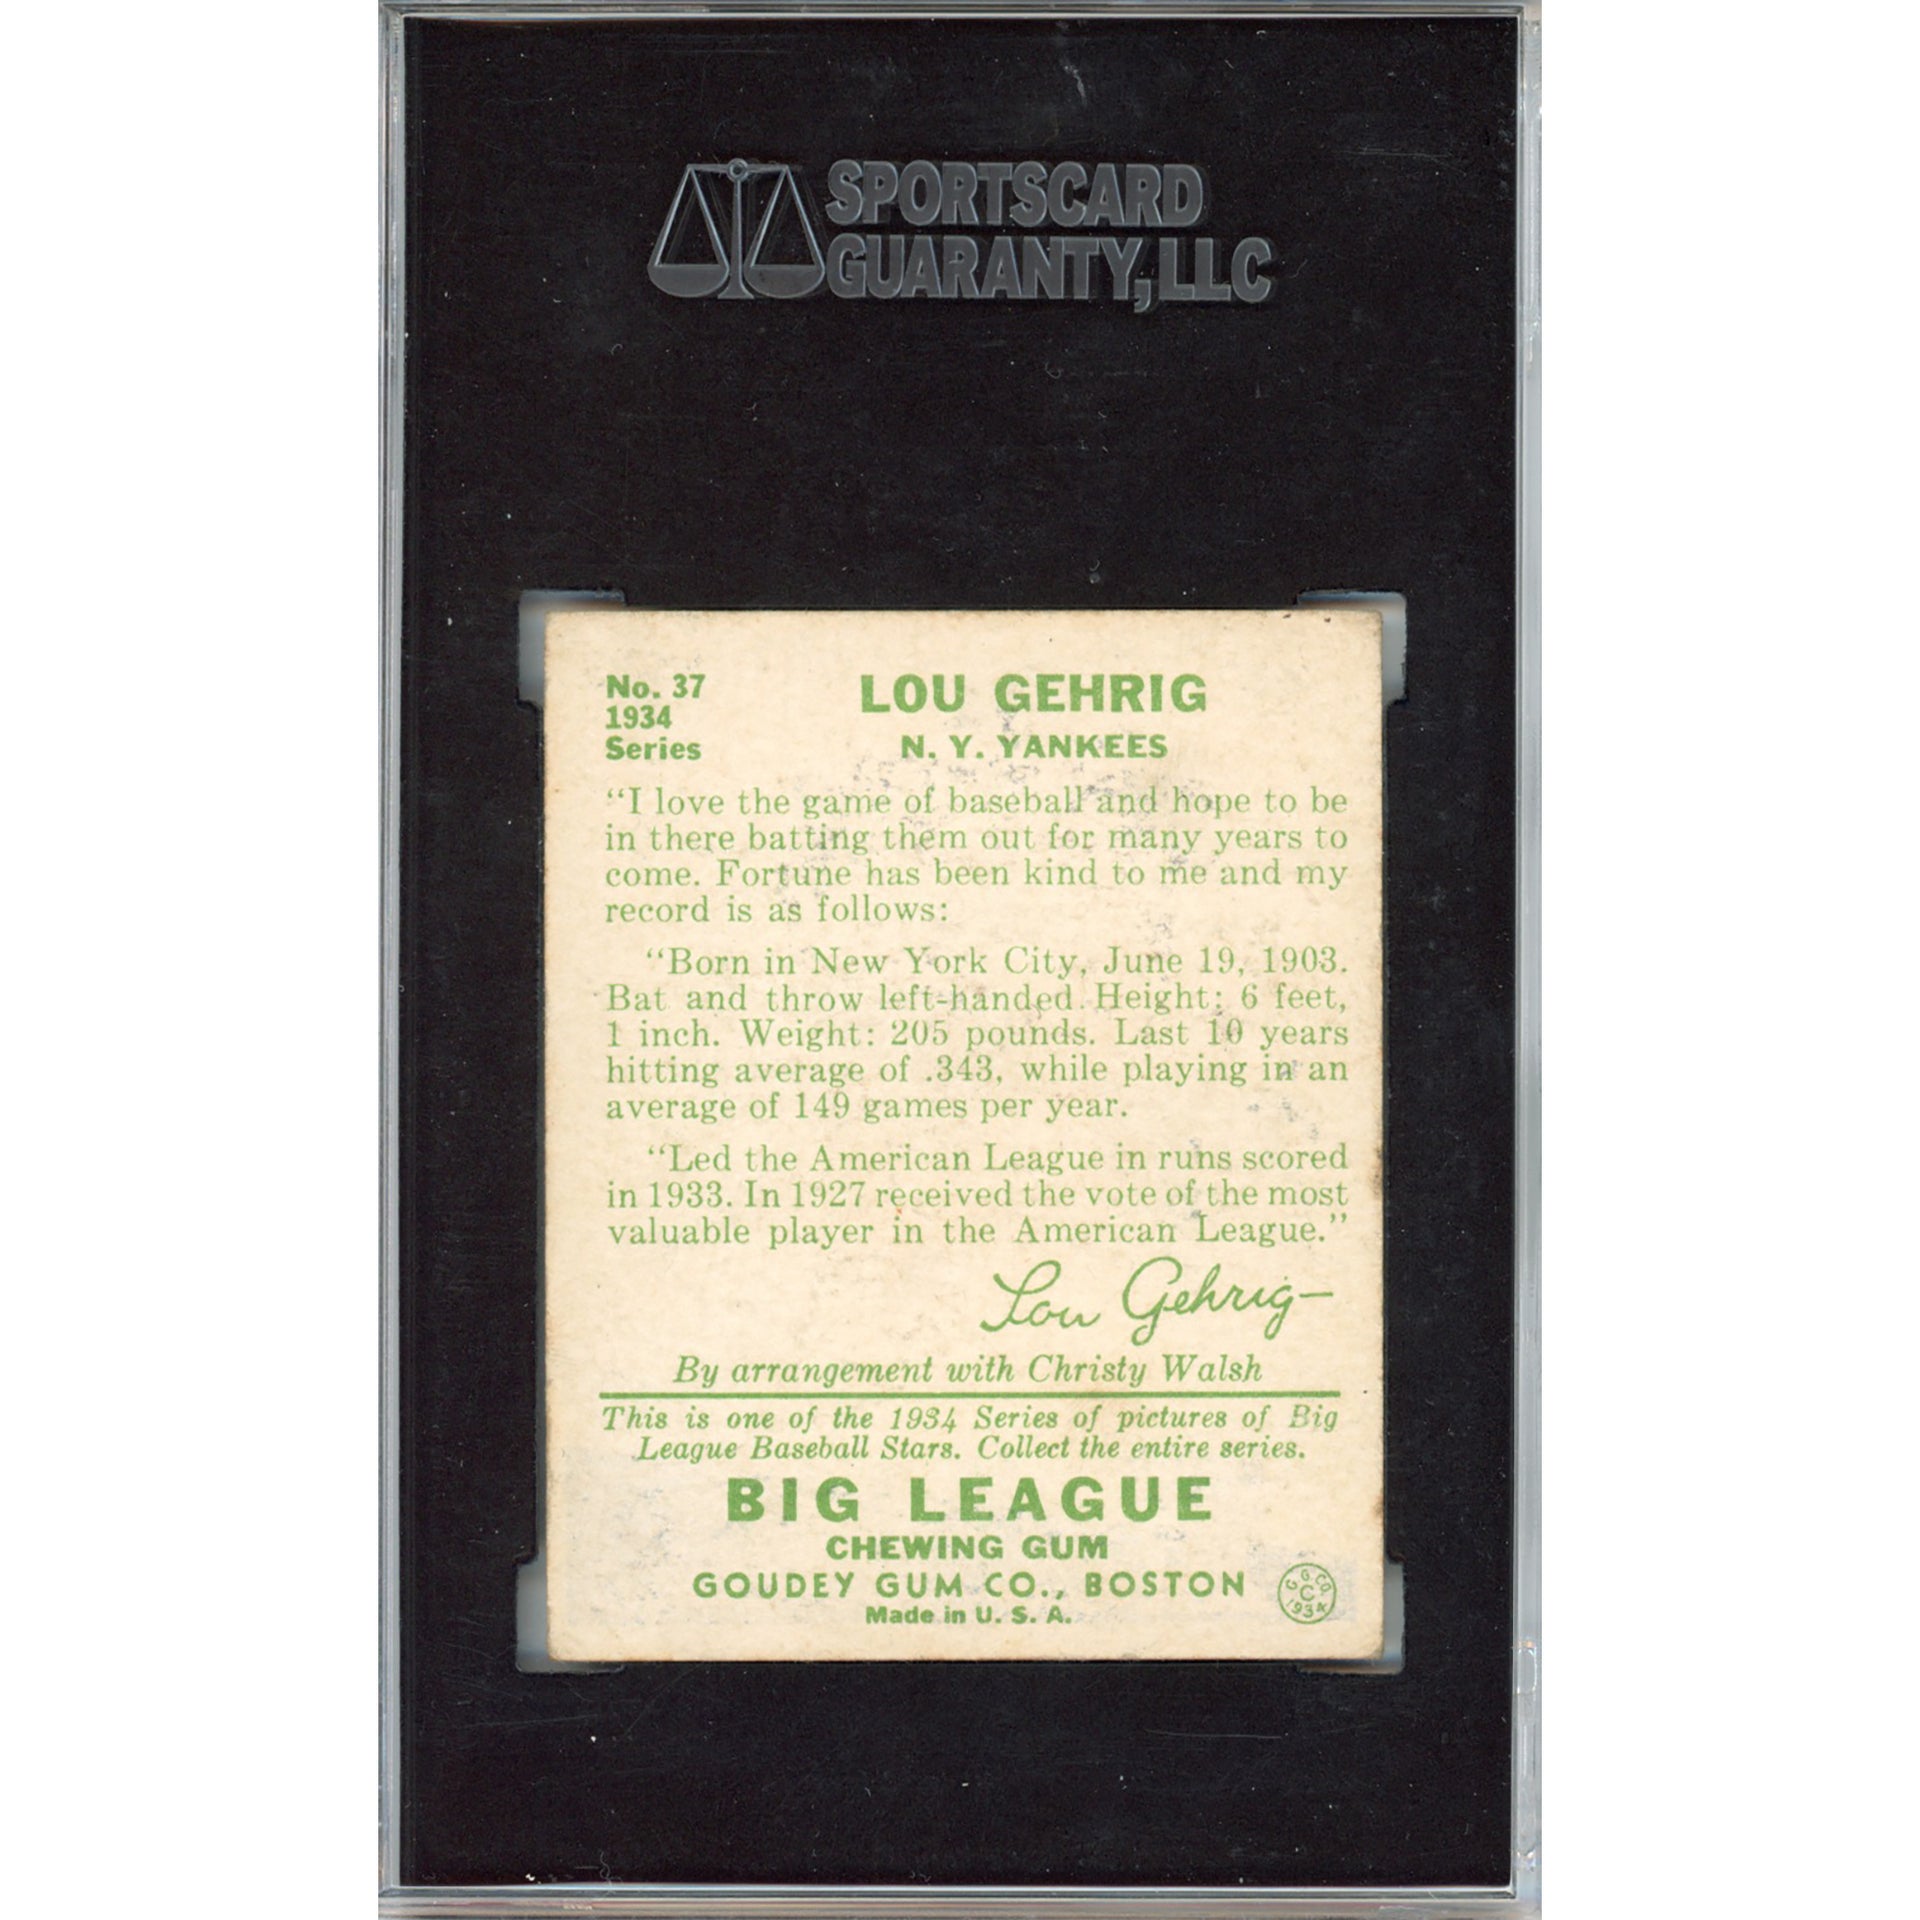 SPORTSCARD
GUARANTY, LLC
No. 37
1934
Series
LOU GEHRIG
N. Y. YANKEES
"I love the game of baseball and hope to be
in there batting them out for many years to
come. Fortune has been kind to me and my
record is as follows:
"Born in New York City, June 19, 1903.
Bat and throw left-handed. Height: 6 feet,
1 inch. Weight: 205 pounds. Last 10 years
hitting average of .343, while playing in an
average of 149 games per year.
"Led the American League in runs scored
in 1933. In 1927 received the vote of the most
valuable player in the American League."
Lou Gehrig
By arrangement with Christy Walsh
This is one of the 1934 Series of pictures of Big
League Baseball Stars. Collect the entire series.
BIG LEAGUE
CHEWING GUM
GOUDEY GUM CO., BOSTON
Made in U. S. A.
G. G. CO.
C
1934